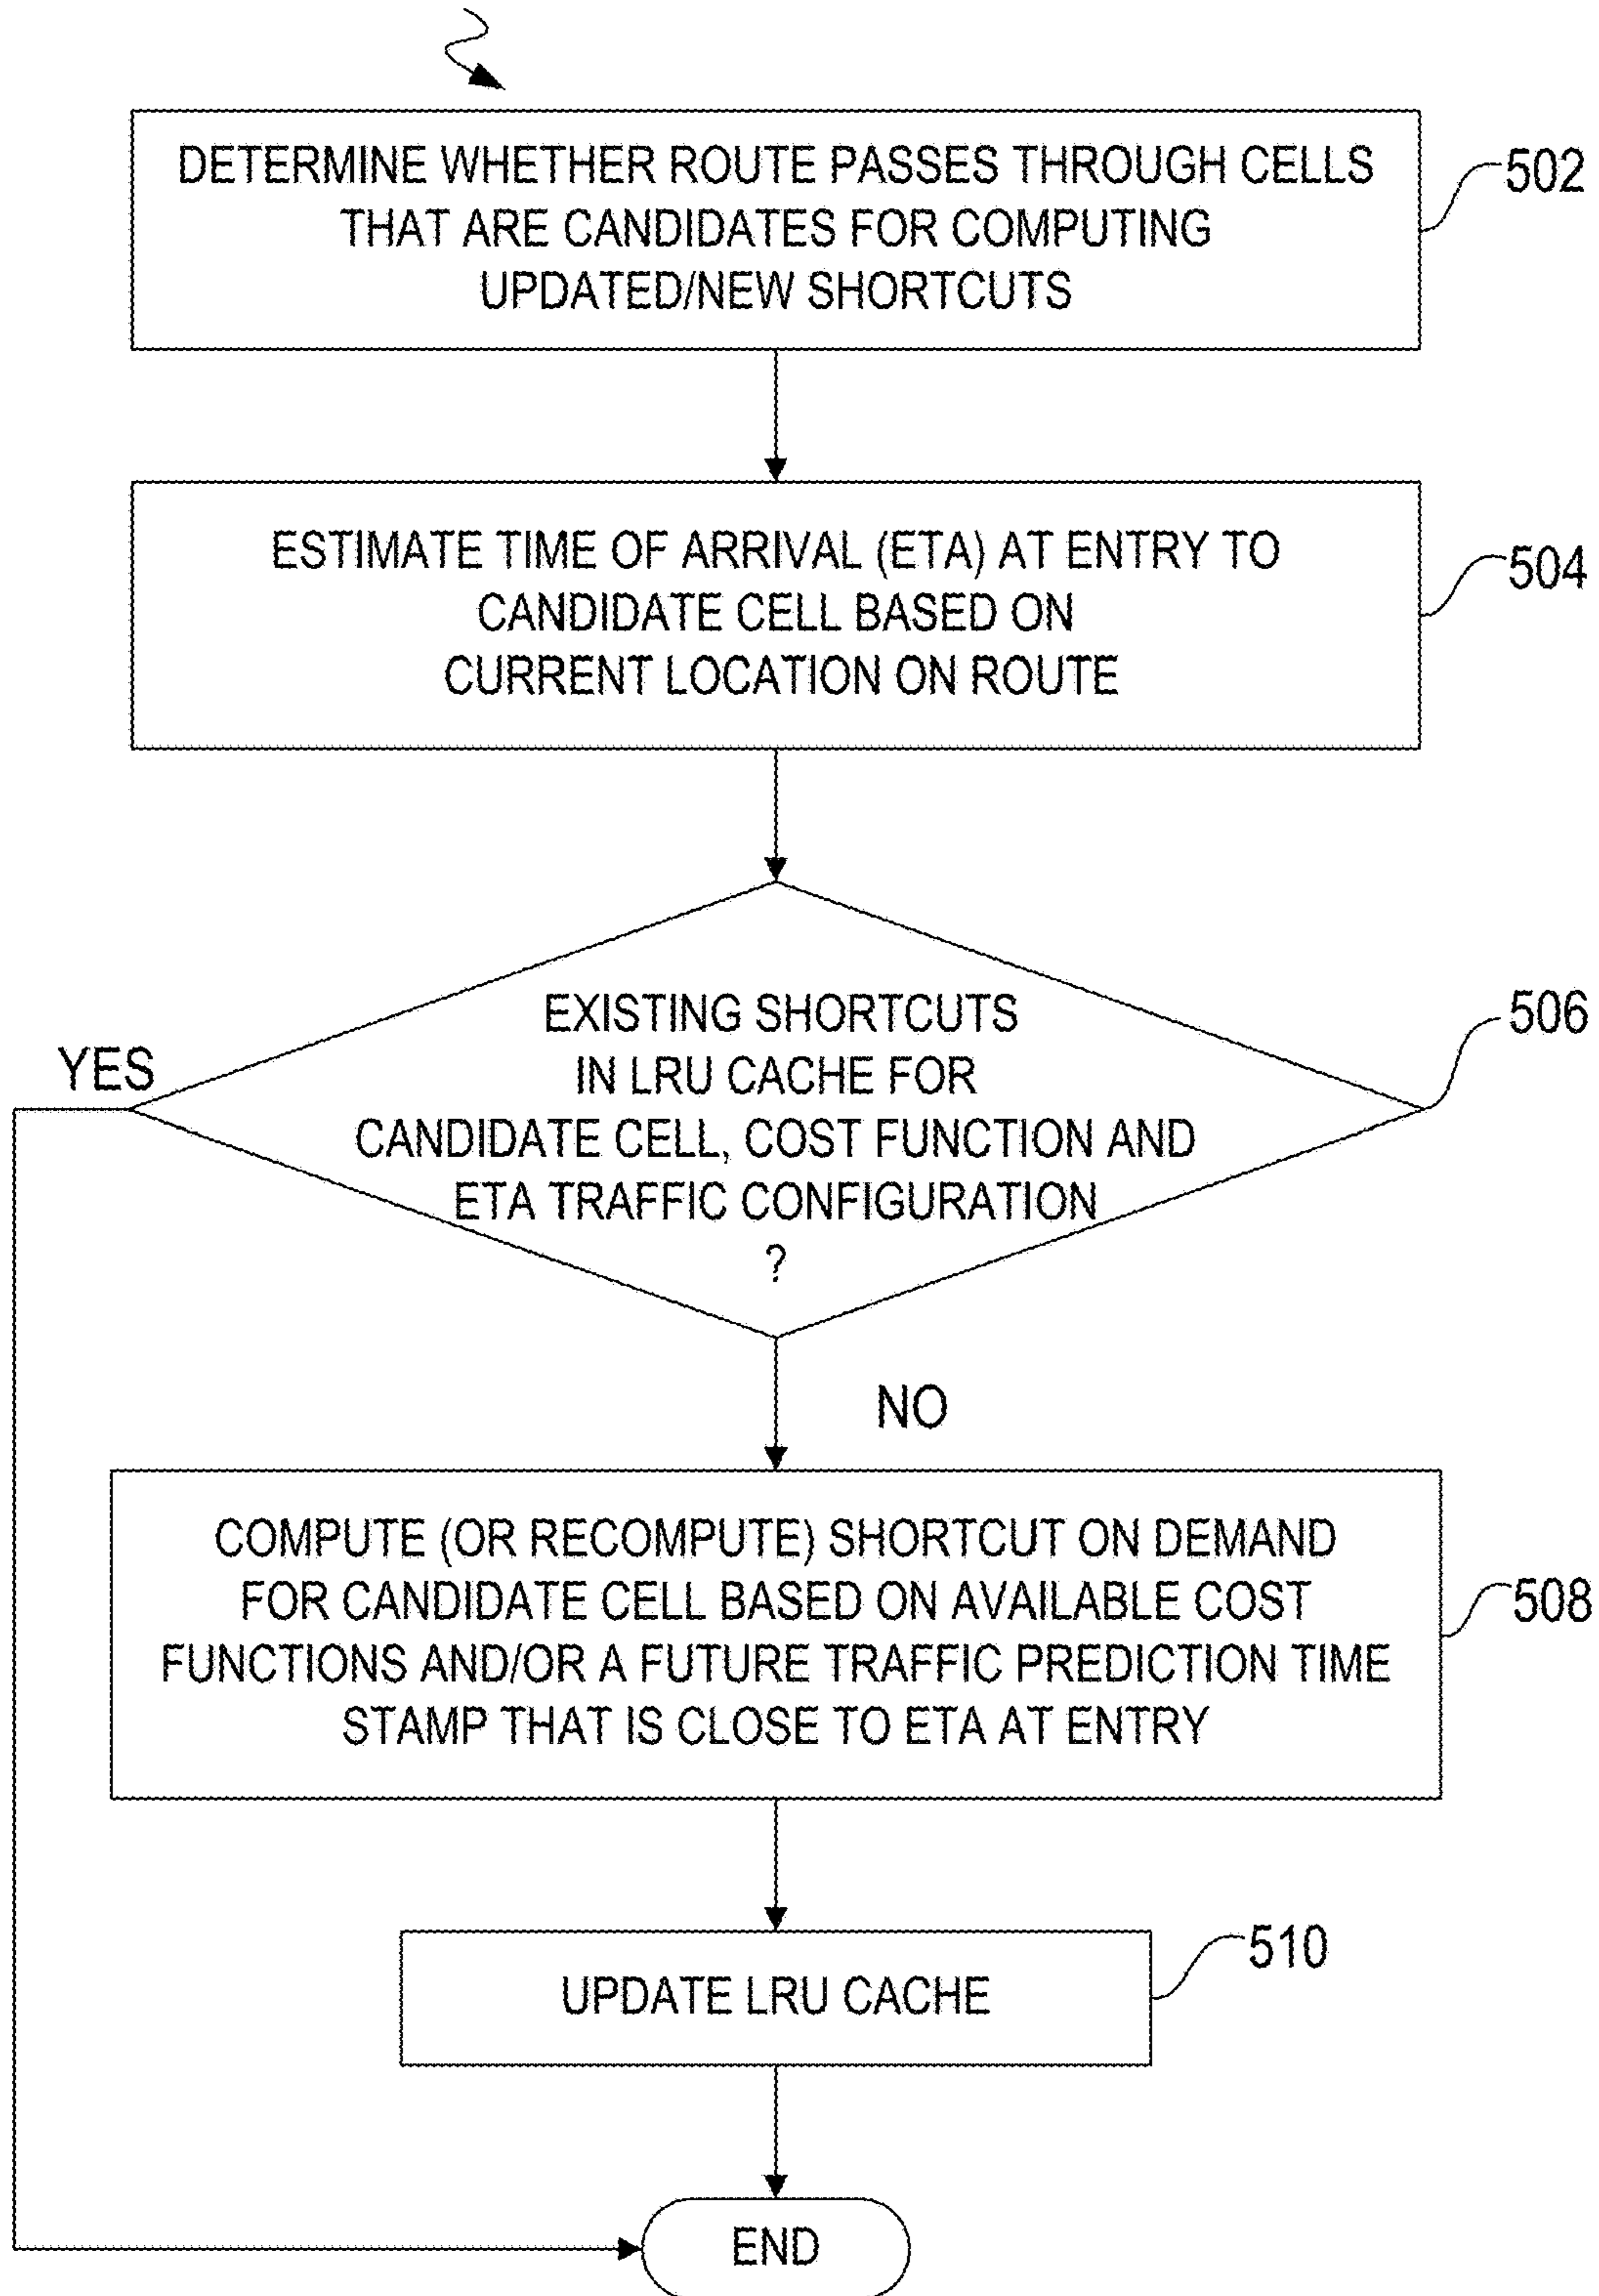 DETERMINE WHETHER ROUTE PASSES THROUGH CELLS
THAT ARE CANDIDATES FOR COMPUTING
UPDATED/NEW SHORTCUTS
502
ESTIMATE TIME OF ARRIVAL (ETA) AT ENTRY TO
CANDIDATE CELL BASED ON
CURRENT LOCATION ON ROUTE
504
EXISTING SHORTCUTS
IN LRU CACHE FOR
CANDIDATE CELL, COST FUNCTION AND
ETA TRAFFIC CONFIGURATION
?
506
YES
NO
COMPUTE (OR RECOMPUTE) SHORTCUT ON DEMAND
FOR CANDIDATE CELL BASED ON AVAILABLE COST
FUNCTIONS AND/OR A FUTURE TRAFFIC PREDICTION TIME
STAMP THAT IS CLOSE TO ETA AT ENTRY
508
UPDATE LRU CACHE
510
END